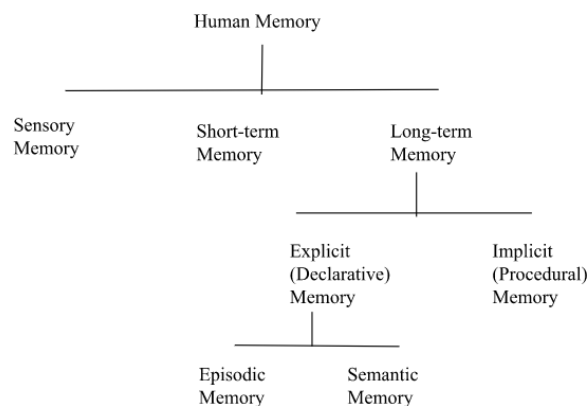 Human Memory
Sensory
Memory
Short-term
Memory
Long-term
Memory
Explicit
(Declarative)
Memory
Implicit
(Procedural)
Memory
Episodic
Memory
Semantic
Memory